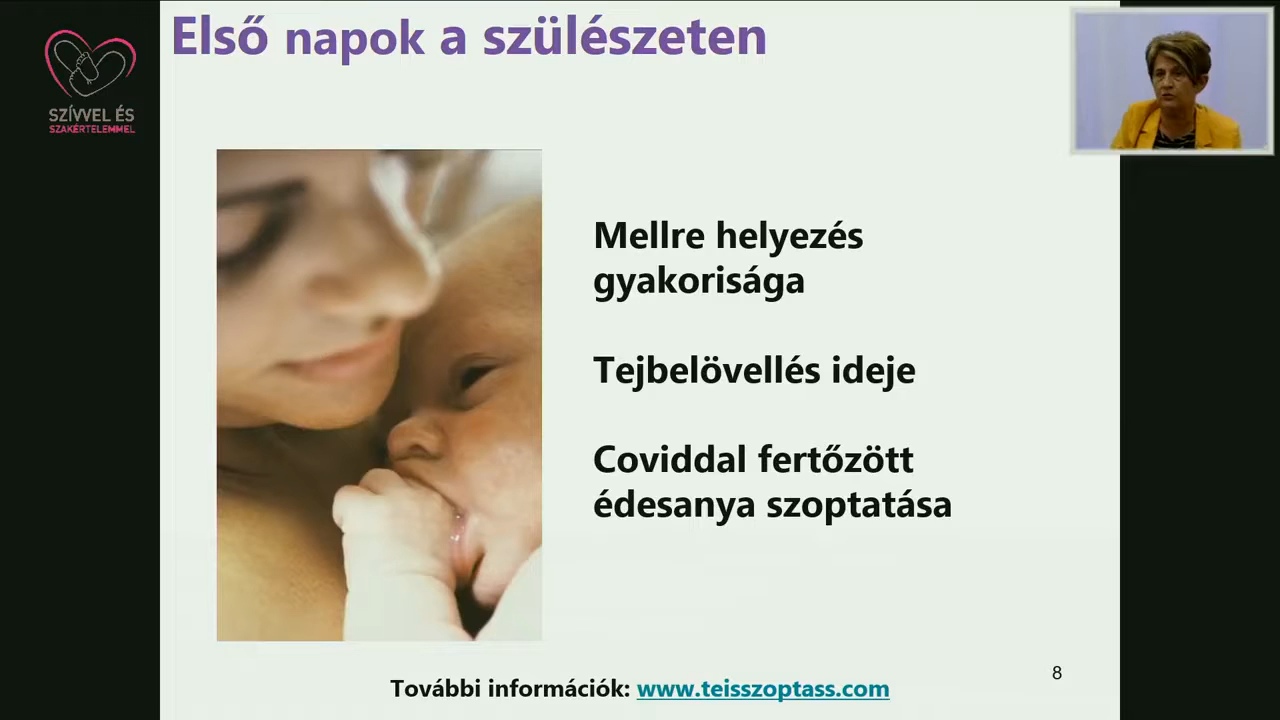 Első napok a szülészeten
SZÍVVEL ÉS
SZAKÉRTELEMMEL
Mellre helyezés
gyakorisága
Tejbelövellés ideje
Coviddal fertőzött
édesanya szoptatása
8
További információk: www.teisszoptass.com